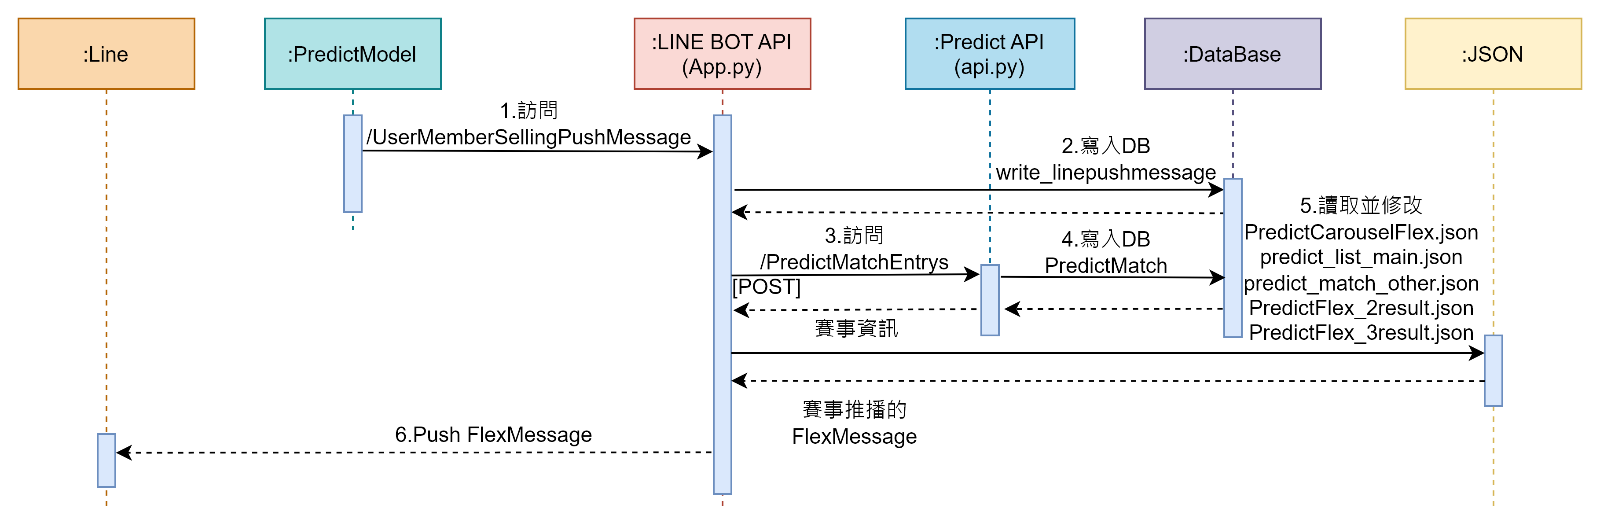 :Line
:PredictModel
:LINE BOT API
(App.py)
:Predict API
(api.py)
:DataBase
:JSON
1.訪問
/UserMemberSellingPushMessage
2.寫入DB
write_linepushmessage
3.訪問
/PredictMatchEntrys
[POST]
4.寫入DB
PredictMatch
5.讀取並修改
PredictCarouselFlex.json
predict_list_main.json
predict_match_other.json
PredictFlex_2result.json
PredictFlex_3result.json
賽事資訊
賽事推播的
FlexMessage
6.Push FlexMessage